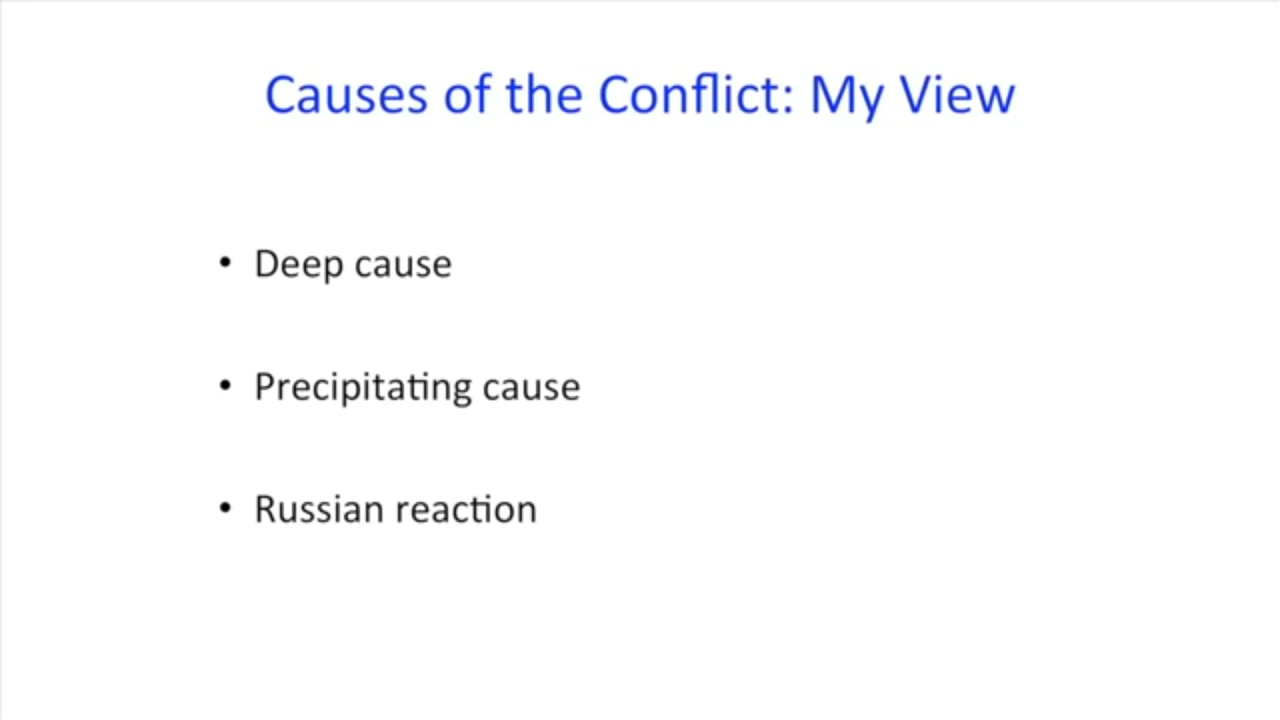 Causes of the Conflict: My View
• Deep cause
• Precipitating cause
• Russian reaction